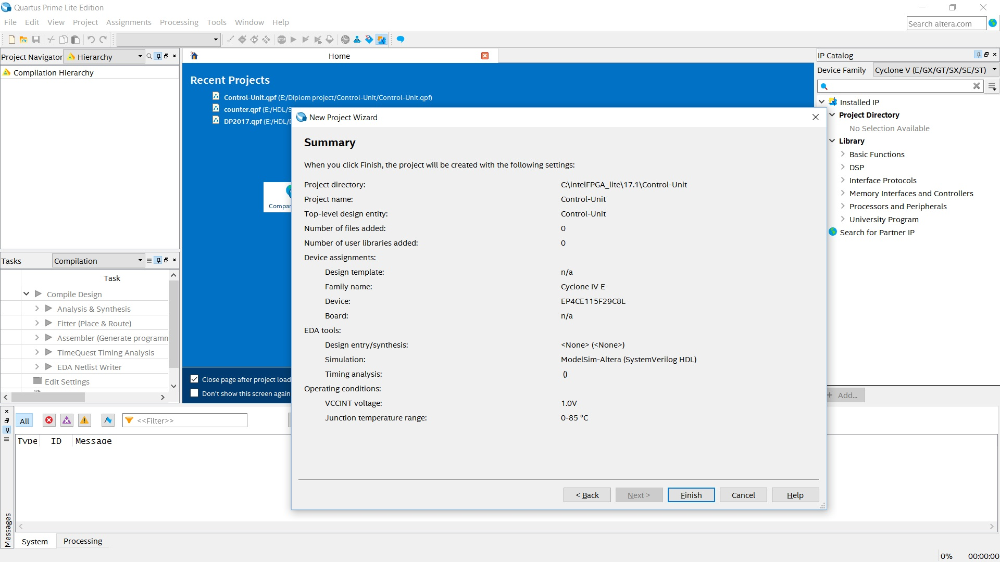 Quartus Prime Lite Edition
File Edit View Project Assignments Processing Tools Window Help
Search altera.com
Project Navigator Hierarchy
Compilation Hierarchy
Home
Recent Projects
Control-Unit.qpf (E:/Diplom project/Control-Unit/Control-Unit.qpf)
counter.qpf (E:/HDL/S
DP2017.qpf (E:/HDL/
Compar
Close page after project load
Don't show this screen again
IP Catalog
Device Family Cyclone V (E/GX/GT/SX/SE/ST)
Installed IP
Project Directory
No Selection Available
Library
Basic Functions
DSP
Interface Protocols
Memory Interfaces and Controllers
Processors and Peripherals
University Program
Search for Partner IP
+ Add...
Tasks Compilation
Task
Compile Design
Analysis & Synthesis
Fitter (Place & Route)
Assembler (Generate programm
TimeQuest Timing Analysis
EDA Netlist Writer
Edit Settings
New Project Wizard
Summary
When you click Finish, the project will be created with the following settings:
Project directory: C:\intelFPGA_lite\17.1\Control-Unit
Project name: Control-Unit
Top-level design entity: Control-Unit
Number of files added: 0
Number of user libraries added: 0
Device assignments:
Design template: n/a
Family name: Cyclone IV E
Device: EP4CE115F29C8L
Board: n/a
EDA tools:
Design entry/synthesis: <None> (<None>)
Simulation: ModelSim-Altera (SystemVerilog HDL)
Timing analysis: ()
Operating conditions:
VCCINT voltage: 1.0V
Junction temperature range: 0-85 °C
< Back Next > Finish Cancel Help
All <<Filter>>
Type ID Message
Messages
System Processing
0% 00:00:00